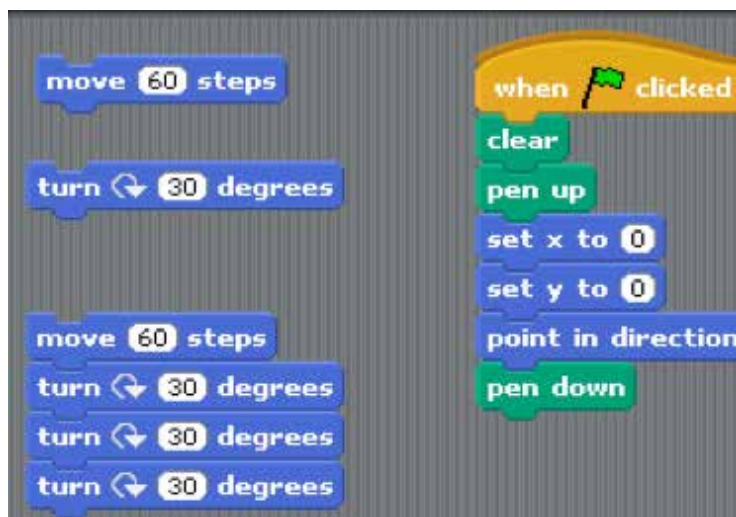 move 60 steps
turn 30 degrees
move 60 steps
turn 30 degrees
turn 30 degrees
turn 30 degrees
when clicked
clear
pen up
set x to 0
set y to 0
point in direction
pen down